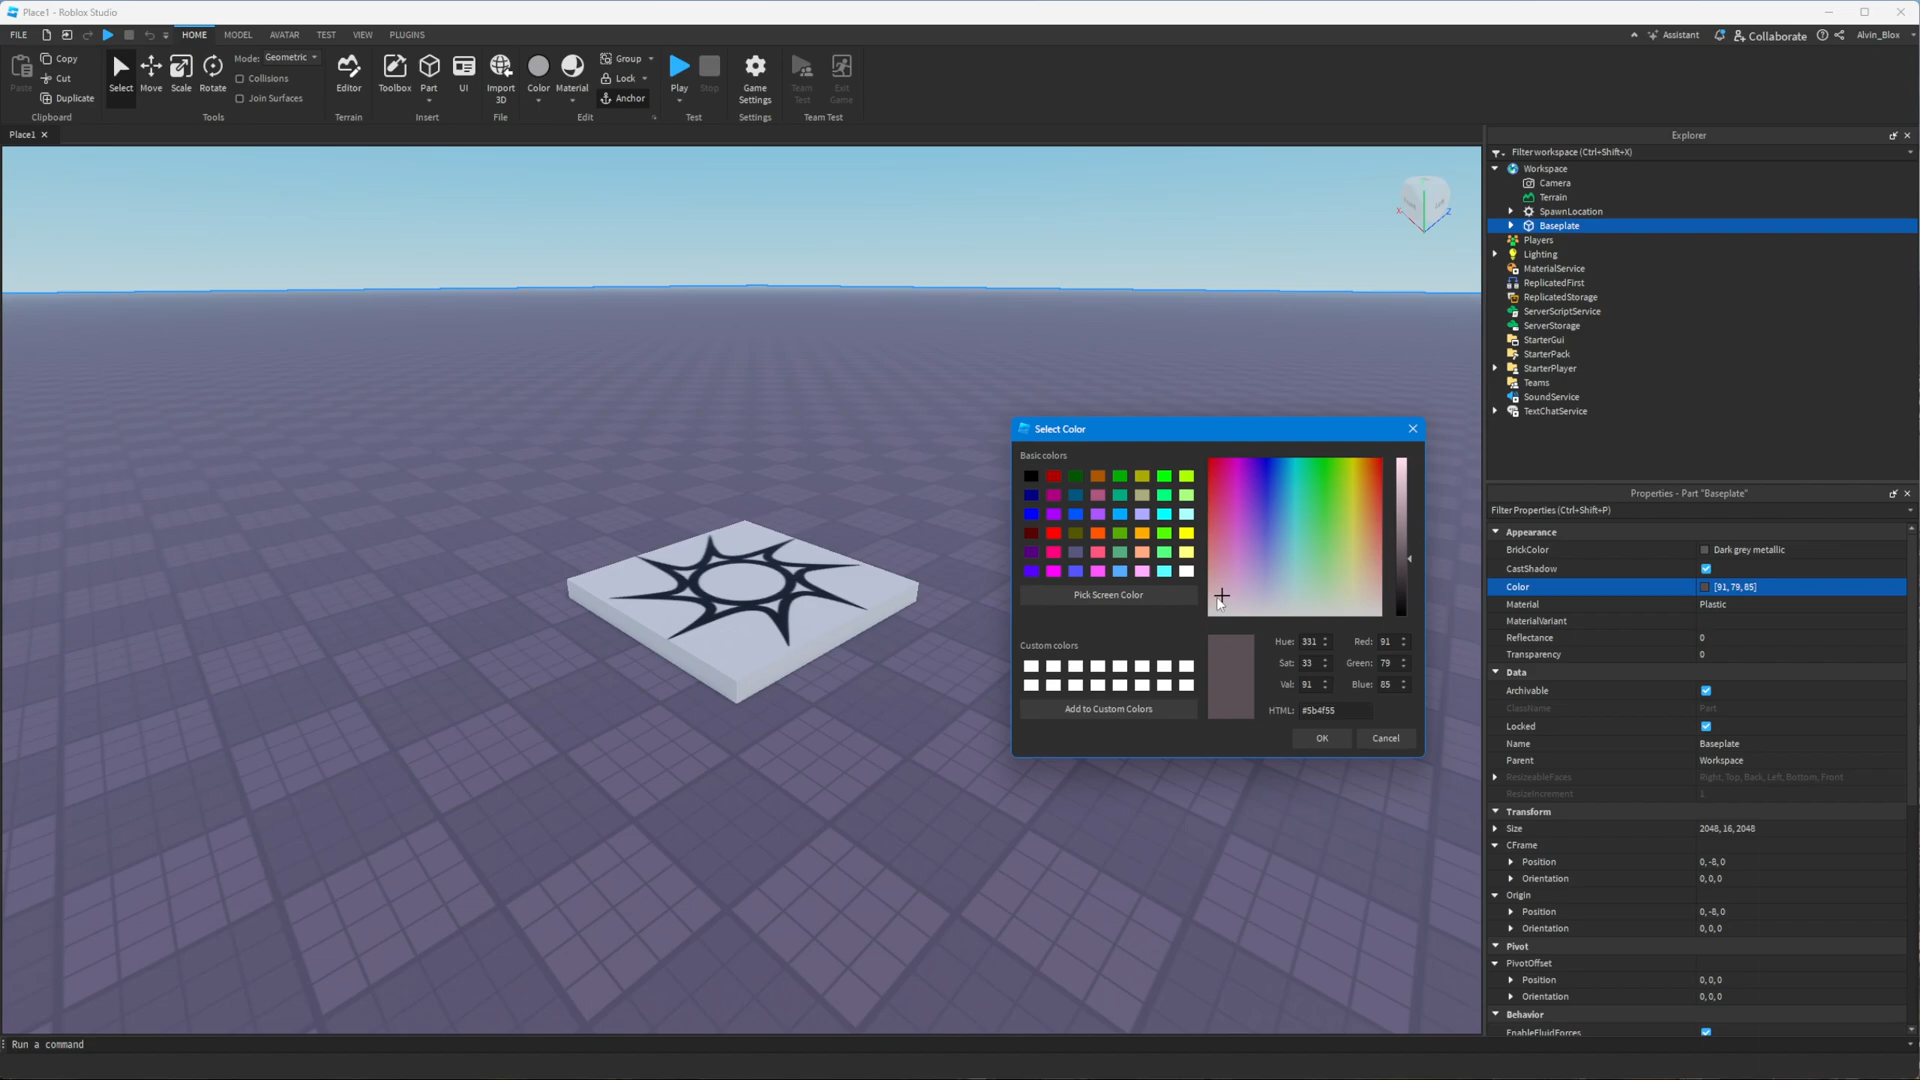 Place1 - Roblox Studio
FILE HOME MODEL AVATAR TEST VIEW PLUGINS Assistant Collaborate Alvin_Blox
Paste Copy Cut Duplicate Clipboard
Select Move Scale Rotate Mode: Geometric Collisions Join Surfaces Tools
Editor Terrain
Toolbox Part UI Insert
Import 3D File
Color Material Group Lock Anchor Edit
Play Stop Test
Game Settings Settings
Team Test Exit Game Team Test
Place1
Explorer
Filter workspace (Ctrl+Shift+X)
Workspace
Camera
Terrain
SpawnLocation
Baseplate
Players
Lighting
MaterialService
ReplicatedFirst
ReplicatedStorage
ServerScriptService
ServerStorage
StarterGui
StarterPack
StarterPlayer
Teams
SoundService
TextChatService
X Z
Select Color
Basic colors
Pick Screen Color
Custom colors
Add to Custom Colors
Hue: 331 Red: 91
Sat: 33 Green: 79
Val: 91 Blue: 85
HTML: #5b4f55
OK Cancel
Properties - Part "Baseplate"
Filter Properties (Ctrl+Shift+P)
Appearance
BrickColor Dark grey metallic
CastShadow
Color [91, 79, 85]
Material Plastic
MaterialVariant
Reflectance 0
Transparency 0
Data
Archivable
ClassName Part
Locked
Name Baseplate
Parent Workspace
ResizeableFaces Right, Top, Back, Left, Bottom, Front
ResizeIncrement 1
Transform
Size 2048, 16, 2048
CFrame
Position 0, -8, 0
Orientation 0, 0, 0
Origin
Position 0, -8, 0
Orientation 0, 0, 0
Pivot
PivotOffset
Position 0, 0, 0
Orientation 0, 0, 0
Behavior
EnableFluidForces
Run a command